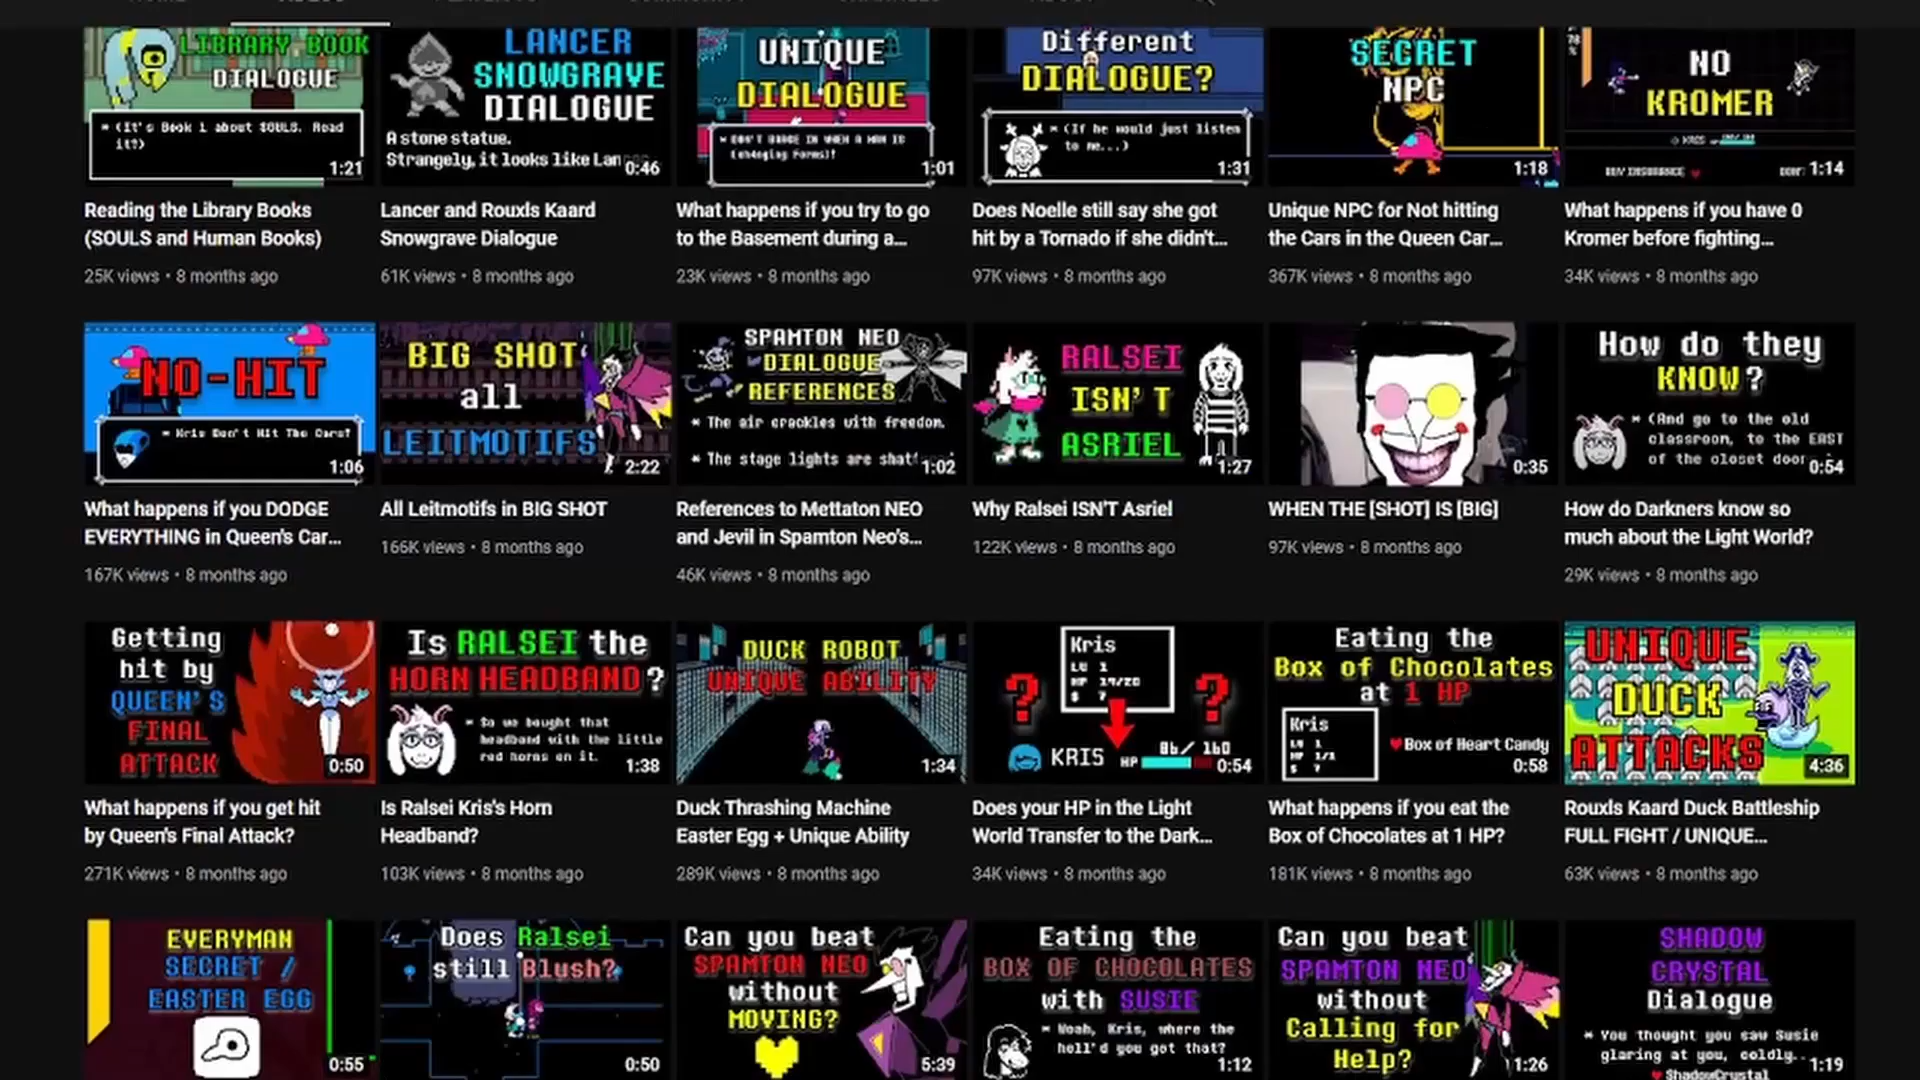 LIBRARY BOOK
DIALOGUE
* (It's Book 1 about SOULS. Read
it?)
1:21
LANCER
SNOWGRAVE
DIALOGUE
A stone statue.
Strangely, it looks like Lan
0:46
UNIQUE
DIALOGUE
1:01
Different
DIALOGUE?
* (If he would just listen
to me...)
1:31
SECRET
NPC
1:18
NO
KROMER
1:14
Reading the Library Books
(SOULS and Human Books)
25K views • 8 months ago
Lancer and Rouxls Kaard
Snowgrave Dialogue
61K views • 8 months ago
What happens if you try to go
to the Basement during a...
23K views • 8 months ago
Does Noelle still say she got
hit by a Tornado if she didn't...
97K views • 8 months ago
Unique NPC for Not hitting
the Cars in the Queen Car...
367K views • 8 months ago
What happens if you have 0
Kromer before fighting...
34K views • 8 months ago
NO-HIT
* Kris Don't Hit The Cars!
1:06
BIG SHOT
all
LEITMOTIFS
2:22
SPAMTON NEO
DIALOGUE
REFERENCES
* The air crackles with freedom.
* The stage lights are shat
1:02
RALSEI
ISN'T
ASRIEL
1:27
0:35
How do they
KNOW?
* (And go to the old
classroom, to the EAST
of the closet door
0:54
What happens if you DODGE
EVERYTHING in Queen's Car...
167K views • 8 months ago
All Leitmotifs in BIG SHOT
166K views • 8 months ago
References to Mettaton NEO
and Jevil in Spamton Neo's...
46K views • 8 months ago
Why Ralsei ISN'T Asriel
122K views • 8 months ago
WHEN THE [SHOT] IS [BIG]
97K views • 8 months ago
How do Darkners know so
much about the Light World?
29K views • 8 months ago
Getting
hit by
QUEEN'S
FINAL
ATTACK
0:50
Is RALSEI the
HORN HEADBAND?
* So we bought that
headband with the little
red horns on it.
1:38
DUCK ROBOT
UNIQUE ABILITY
1:34
Kris
LV 1
HP 19/20
$ 7
? ?
KRIS HP 86/ 160
0:54
Eating the
Box of Chocolates
at 1 HP
Kris
LV 1
HP 1/1
$ 7
Box of Heart Candy
0:58
UNIQUE
DUCK
ATTACKS
4:36
What happens if you get hit
by Queen's Final Attack?
271K views • 8 months ago
Is Ralsei Kris's Horn
Headband?
103K views • 8 months ago
Duck Thrashing Machine
Easter Egg + Unique Ability
289K views • 8 months ago
Does your HP in the Light
World Transfer to the Dark...
34K views • 8 months ago
What happens if you eat the
Box of Chocolates at 1 HP?
181K views • 8 months ago
Rouxls Kaard Duck Battleship
FULL FIGHT / UNIQUE...
63K views • 8 months ago
EVERYMAN
SECRET /
EASTER EGG
0:55
Does Ralsei
still Blush?
0:50
Can you beat
SPAMTON NEO
without
MOVING?
5:39
Eating the
BOX OF CHOCOLATES
with SUSIE
* Woah, Kris, where the
hell'd you get that?
1:12
Can you beat
SPAMTON NEO
without
Calling for
Help?
1:26
SHADOW
CRYSTAL
Dialogue
* You thought you saw Susie
glaring at you, coldly..
ShadowCrystal
1:19